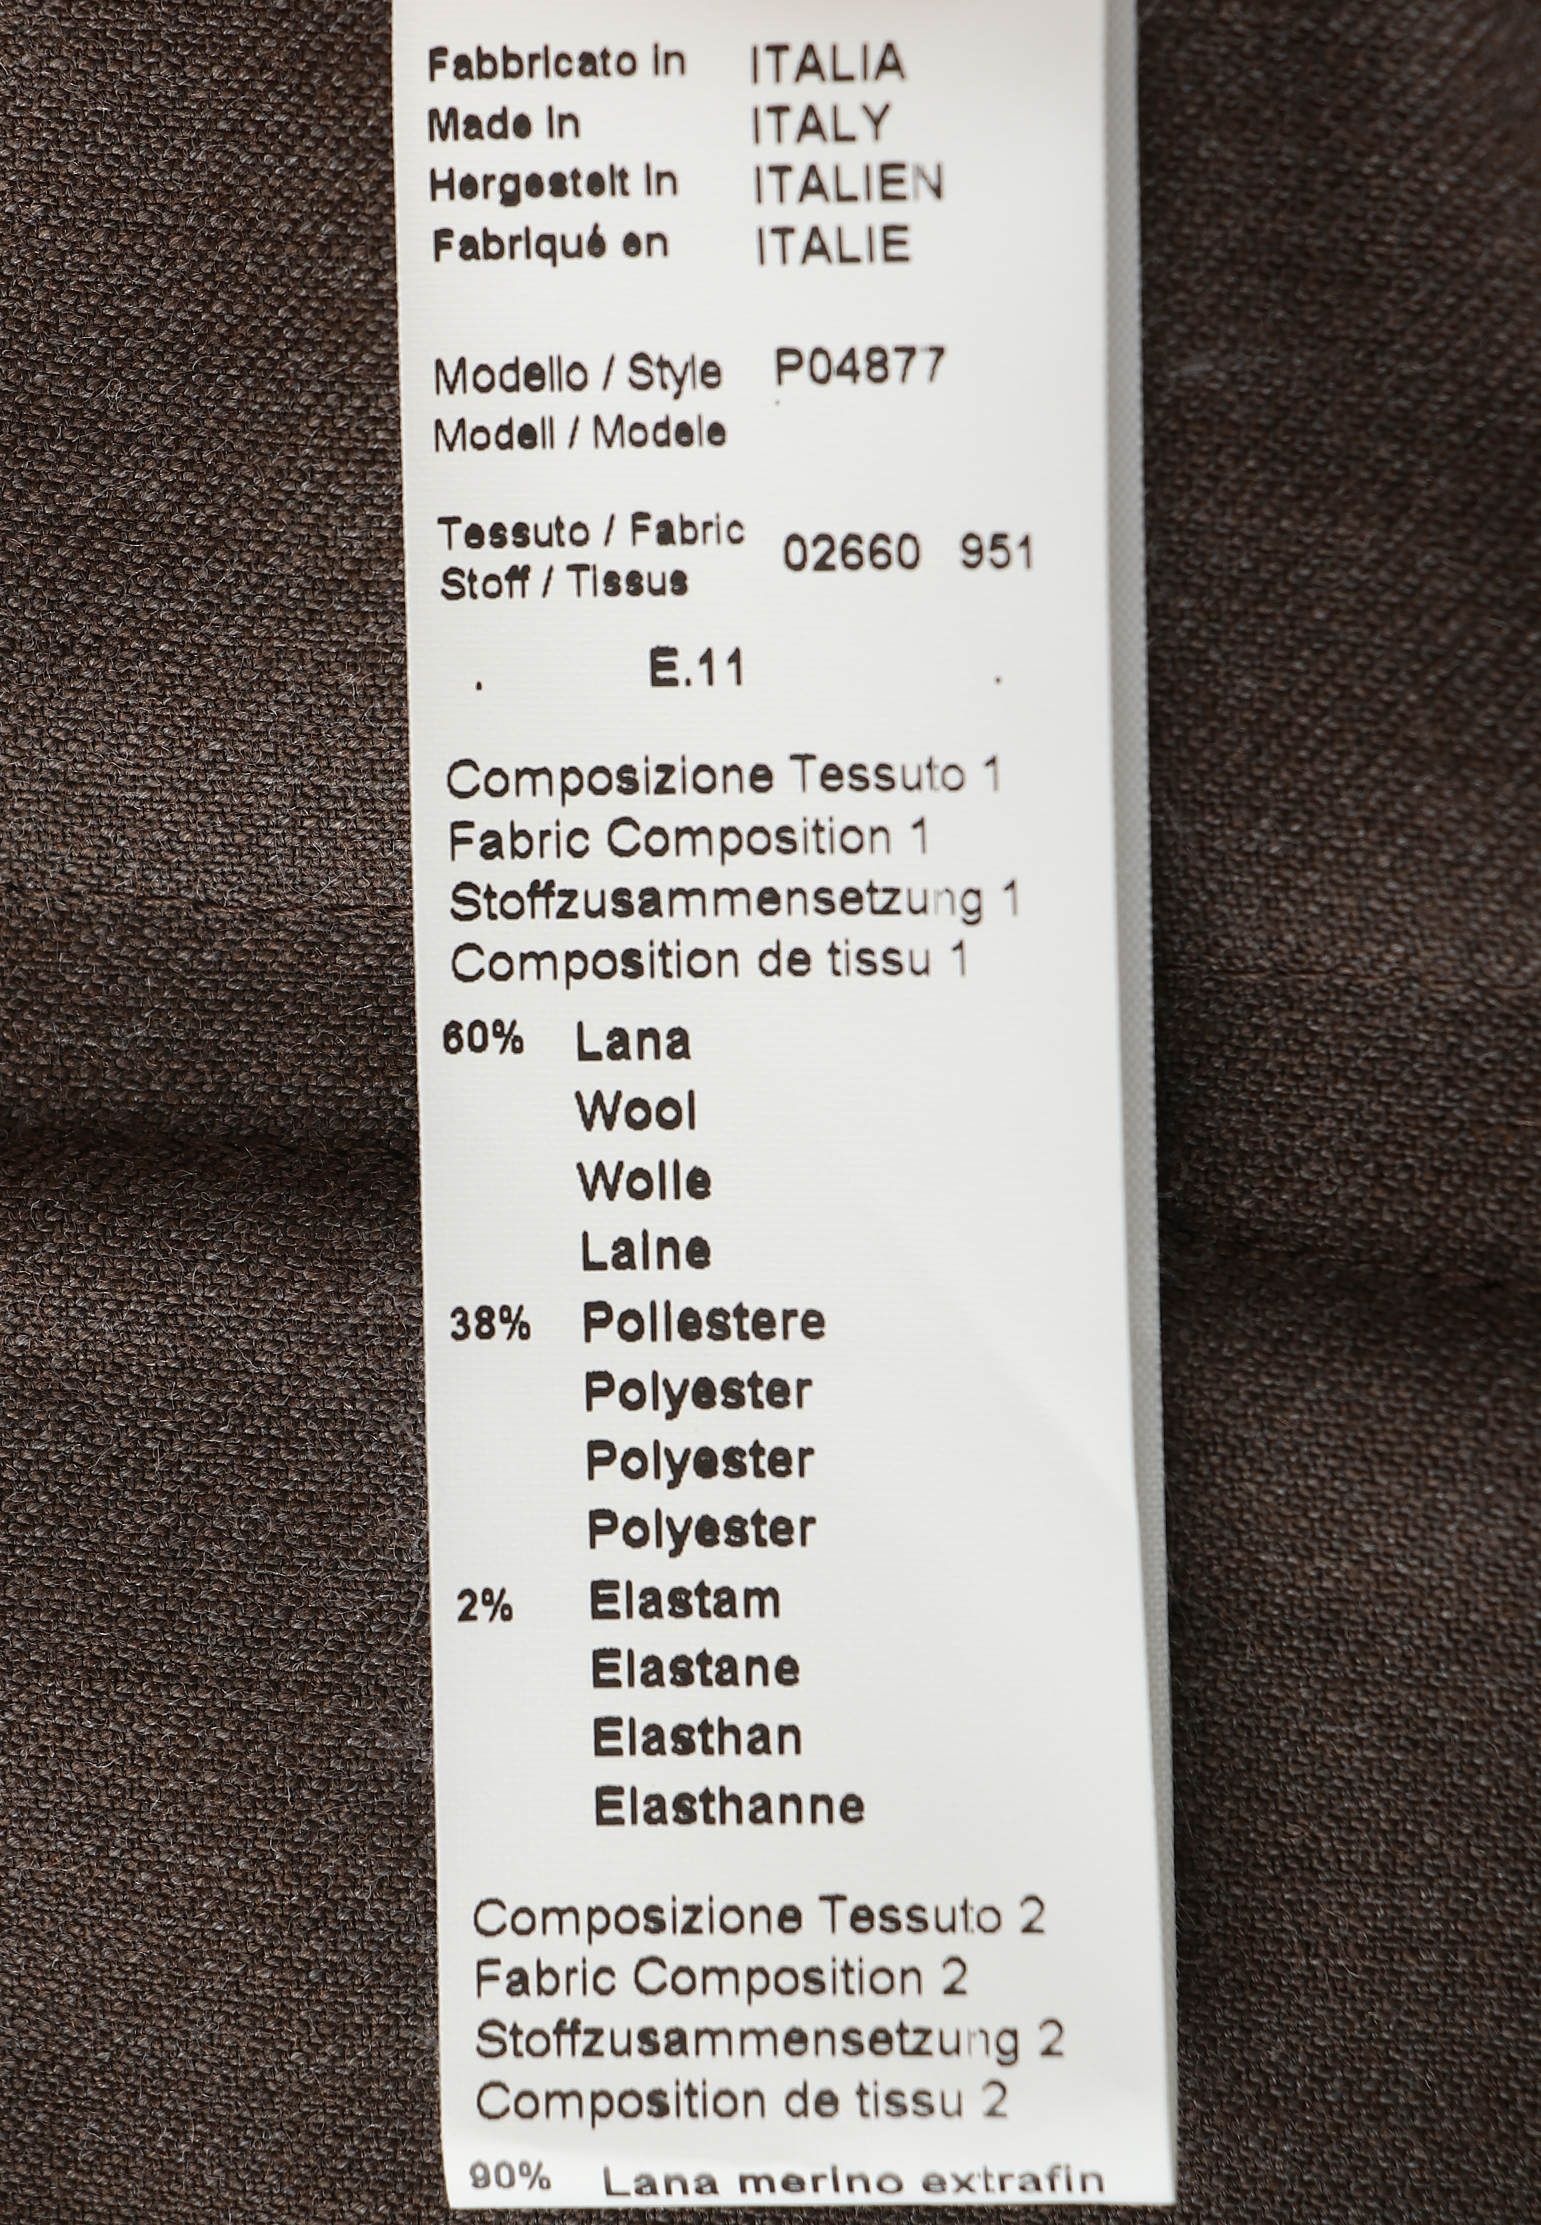 Fabbricato in ITALIA
Made in ITALY
Hergestelt in ITALIEN
Fabriqué en ITALIE
Modello / Style P04877
Modell / Modele
Tessuto / Fabric 02660 951
Stoff / Tissus
E.11
Composizione Tessuto 1
Fabric Composition 1
Stoffzusammensetzung 1
Composition de tissu 1
60% Lana
Wool
Wolle
Laine
38% Poliestere
Polyester
Polyester
Polyester
2% Elastam
Elastane
Elasthan
Elasthanne
Composizione Tessuto 2
Fabric Composition 2
Stoffzusammensetzung 2
Composition de tissu 2
90% Lana merino extrafin